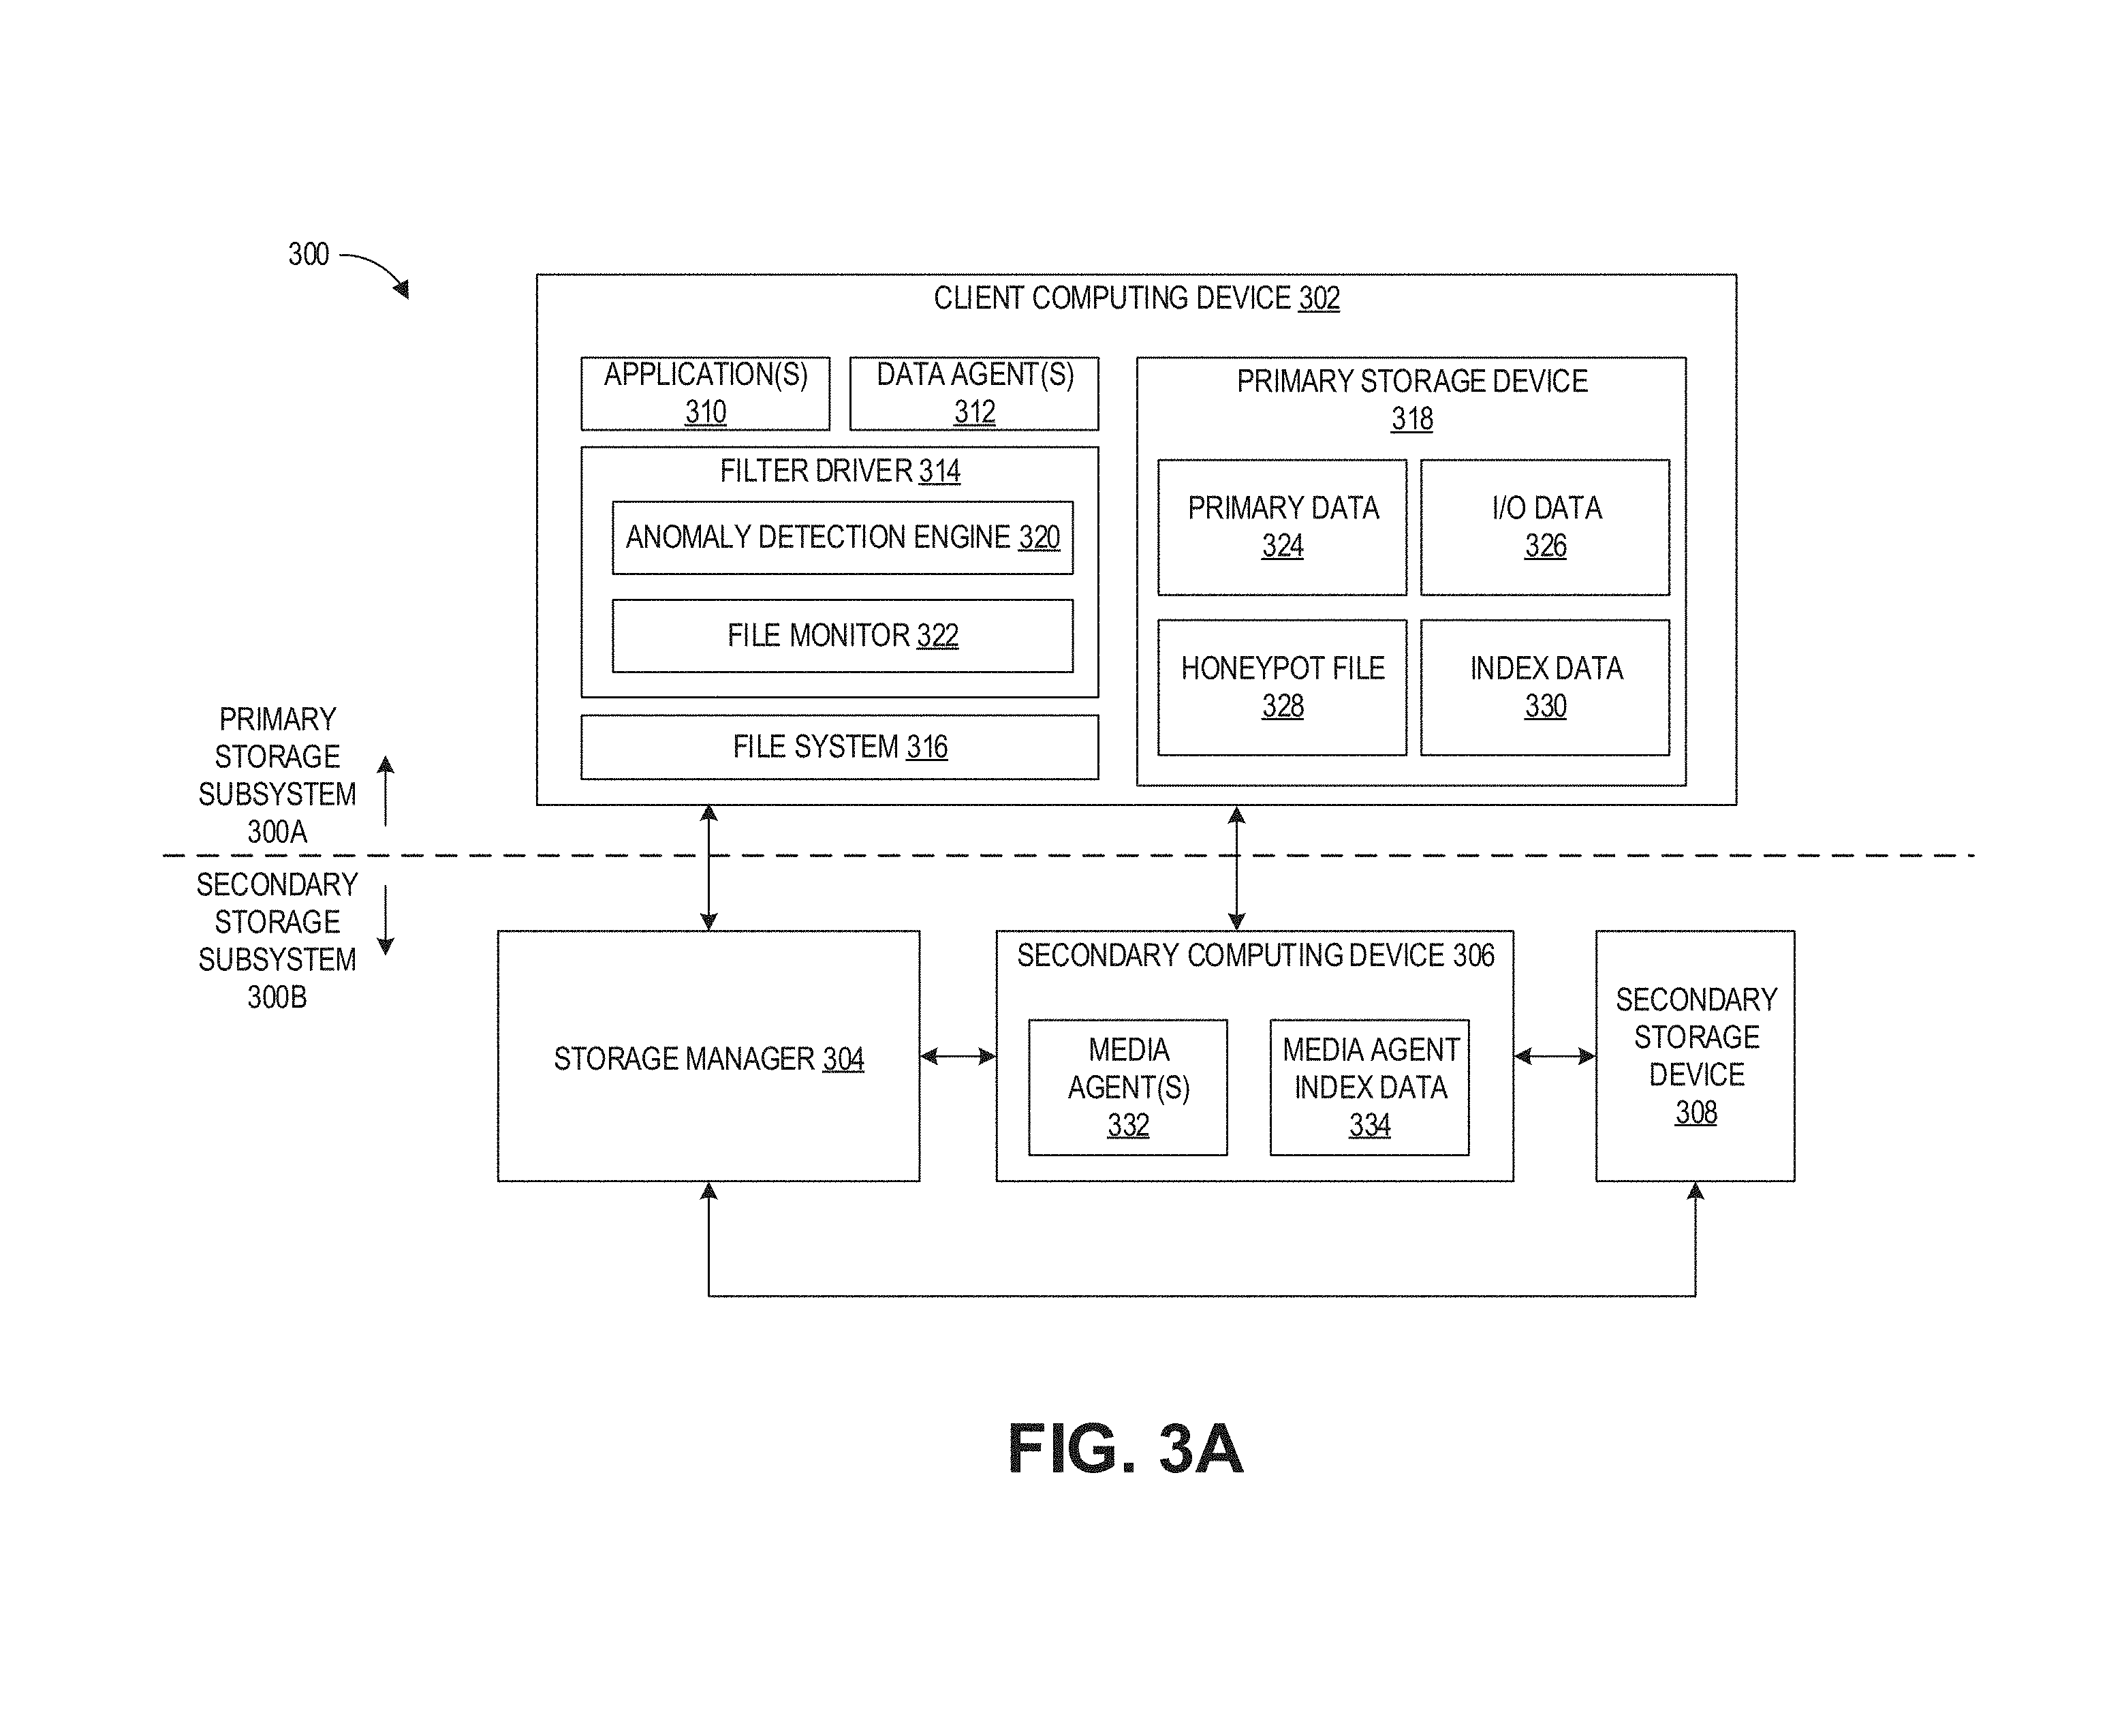 300
CLIENT COMPUTING DEVICE 302
APPLICATION(S)
310
DATA AGENT(S)
312
FILTER DRIVER 314
ANOMALY DETECTION ENGINE 320
FILE MONITOR 322
FILE SYSTEM 316
PRIMARY STORAGE DEVICE
318
PRIMARY DATA
324
I/O DATA
326
HONEYPOT FILE
328
INDEX DATA
330
PRIMARY
STORAGE
SUBSYSTEM
300A
SECONDARY
STORAGE
SUBSYSTEM
300B
STORAGE MANAGER 304
SECONDARY COMPUTING DEVICE 306
MEDIA
AGENT(S)
332
MEDIA AGENT
INDEX DATA
334
SECONDARY
STORAGE
DEVICE
308
FIG. 3A